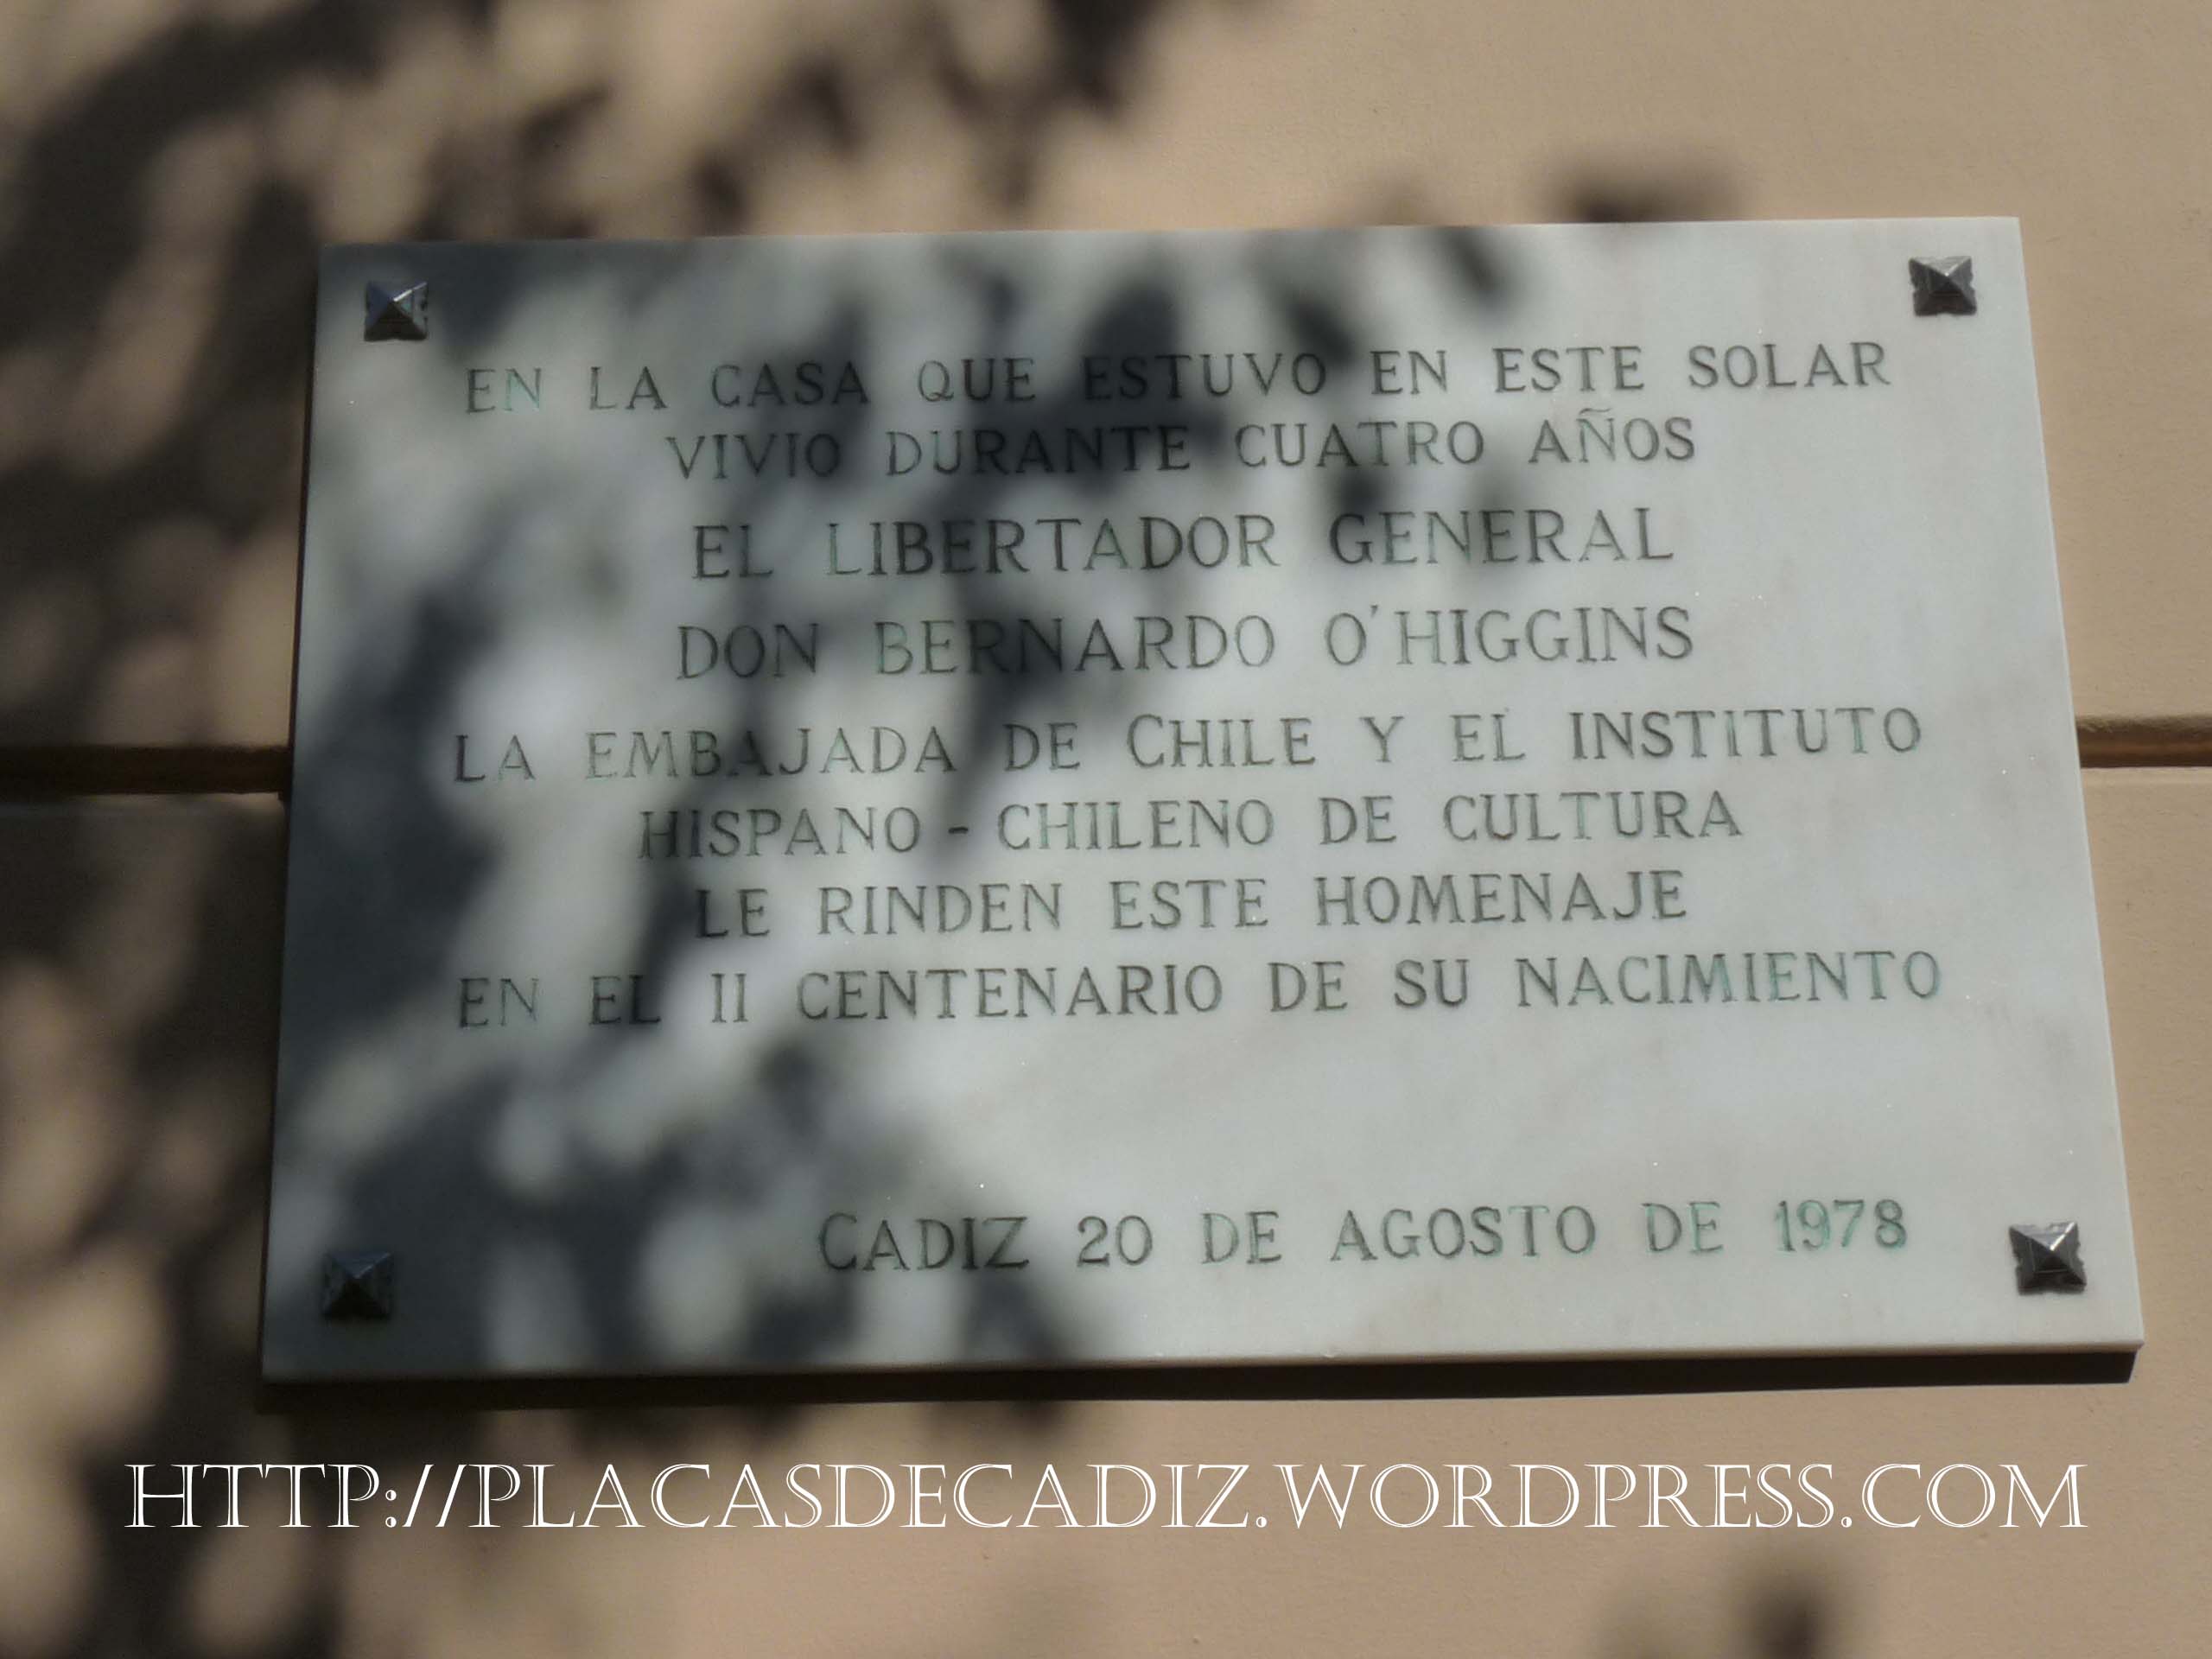 EN LA CASA QUE ESTUVO EN ESTE SOLAR
VIVIO DURANTE CUATRO AÑOS
EL LIBERTADOR GENERAL
DON BERNARDO O'HIGGINS
LA EMBAJADA DE CHILE Y EL INSTITUTO
HISPANO - CHILENO DE CULTURA
LE RINDEN ESTE HOMENAJE
EN EL II CENTENARIO DE SU NACIMIENTO
CADIZ 20 DE AGOSTO DE 1978
HTTP://PLACASDECADIZ.WORDPRESS.COM